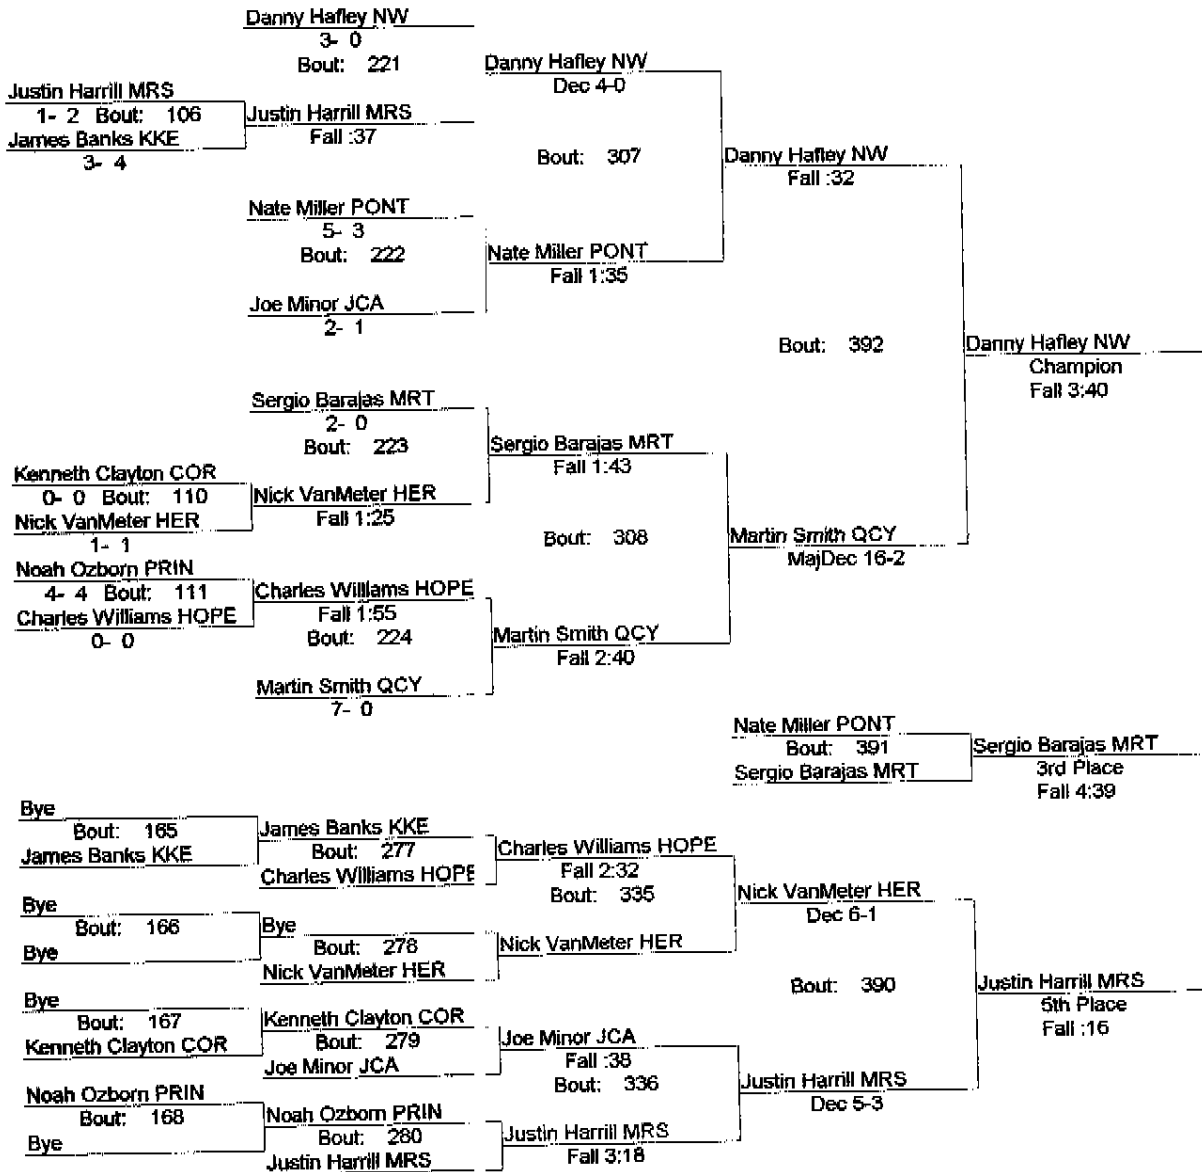 Danny Hafley NW
3- 0
Bout: 221
Danny Hafley NW
Dec 4-0
Justin Harrill MRS
1- 2 Bout: 106
Justin Harrill MRS
Fall :37
James Banks KKE
3- 4
Bout: 307
Danny Hafley NW
Fall :32
Nate Miller PONT
5- 3
Bout: 222
Nate Miller PONT
Fall 1:35
Joe Minor JCA
2- 1
Bout: 392
Danny Hafley NW
Champion
Fall 3:40
Sergio Barajas MRT
2- 0
Bout: 223
Sergio Barajas MRT
Fall 1:43
Kenneth Clayton COR
0- 0 Bout: 110
Nick VanMeter HER
Fall 1:25
Nick VanMeter HER
1- 1
Bout: 308
Martin Smith QCY
MajDec 16-2
Noah Ozborn PRIN
4- 4 Bout: 111
Charles Williams HOPE
Fall 1:55
Charles Williams HOPE
0- 0
Bout: 224
Martin Smith QCY
Fall 2:40
Martin Smith QCY
7- 0
Nate Miller PONT
Bout: 391
Sergio Barajas MRT
Sergio Barajas MRT
3rd Place
Fall 4:39
Bye
Bout: 165
James Banks KKE
James Banks KKE
Bout: 277
Charles Williams HOPE
Charles Williams HOPE
Fall 2:32
Bout: 335
Nick VanMeter HER
Dec 6-1
Bye
Bout: 166
Bye
Bye
Bout: 278
Nick VanMeter HER
Nick VanMeter HER
Bout: 390
Justin Harrill MRS
5th Place
Fall :16
Bye
Bout: 167
Kenneth Clayton COR
Kenneth Clayton COR
Bout: 279
Joe Minor JCA
Joe Minor JCA
Fall :38
Bout: 336
Justin Harrill MRS
Dec 5-3
Noah Ozborn PRIN
Bout: 168
Bye
Noah Ozborn PRIN
Bout: 280
Justin Harrill MRS
Justin Harrill MRS
Fall 3:18